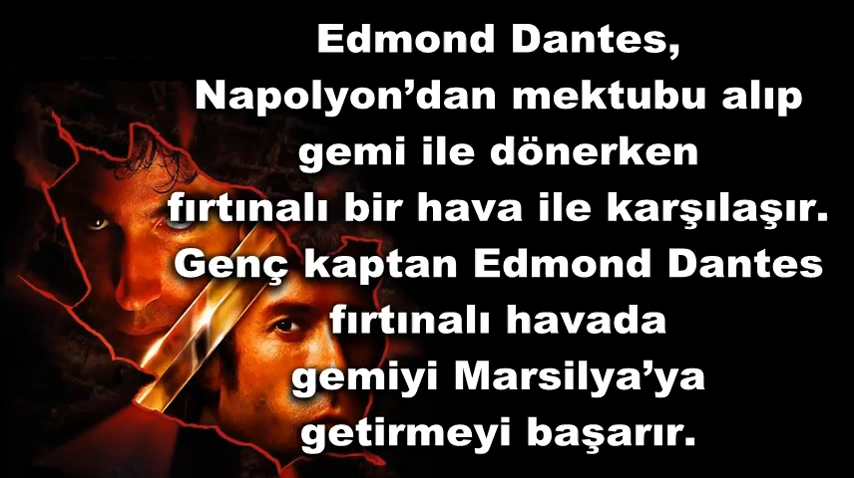 Edmond Dantes,
Napolyon’dan mektubu alıp
gemi ile dönerken
fırtınalı bir hava ile karşılaşır.
Genç kaptan Edmond Dantes
fırtınalı havada
gemiyi Marsilya’ya
getirmeyi başarır.